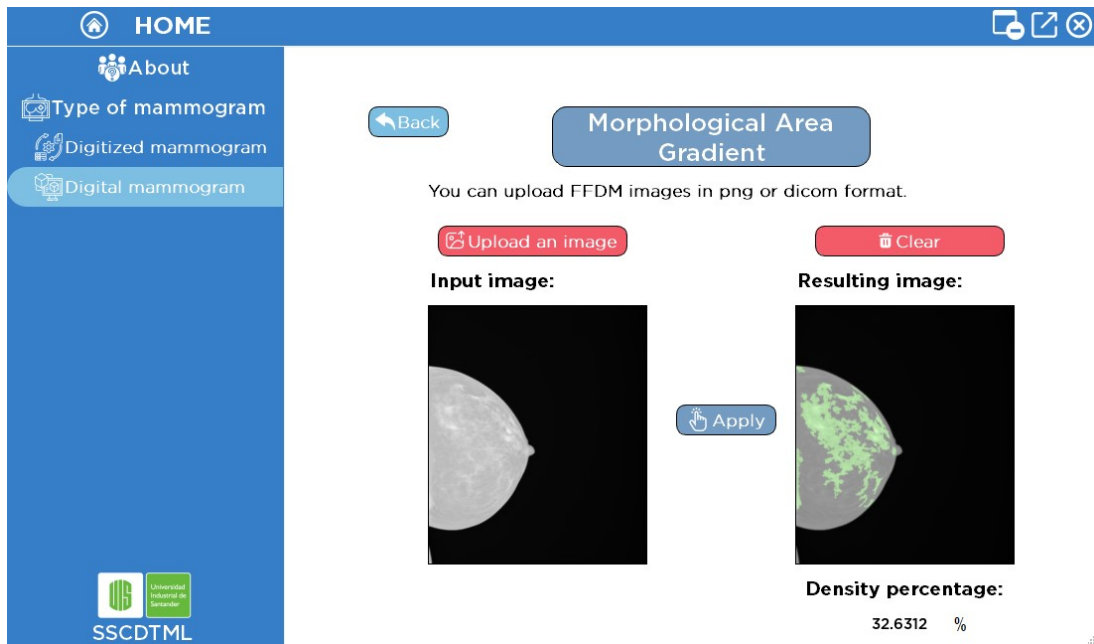 HOME
About
Type of mammogram
Digitized mammogram
Digital mammogram
Universidad
Industrial de
Santander
SSCDTML
Back
Morphological Area
Gradient
You can upload FFDM images in png or dicom format.
Upload an image
Clear
Input image:
Resulting image:
Apply
Density percentage:
32.6312 %